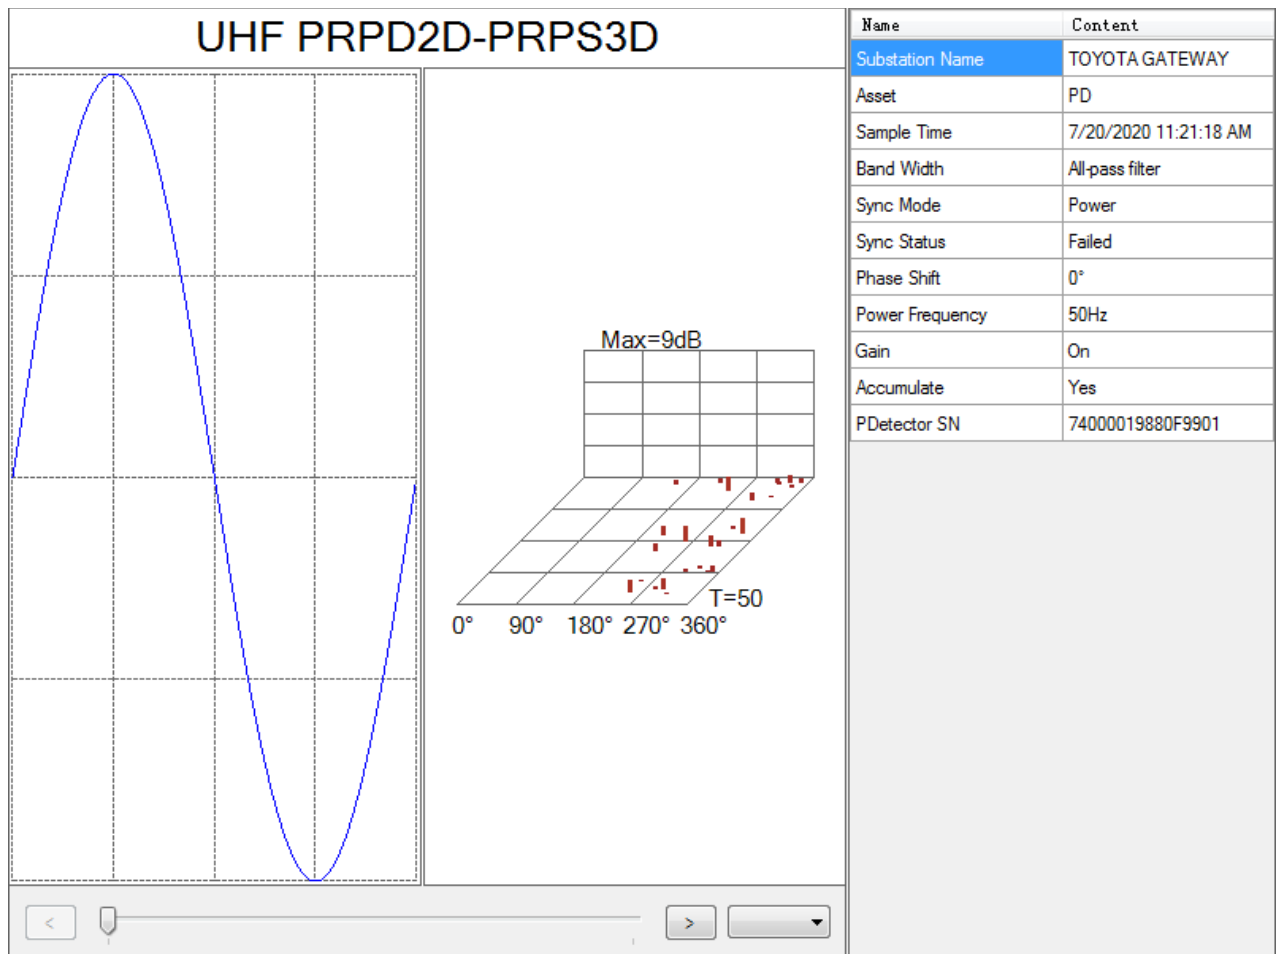 UHF PRPD2D-PRPS3D
Max=9dB
T=50
0° 90° 180° 270° 360°
< >
Name Content
Substation Name TOYOTA GATEWAY
Asset PD
Sample Time 7/20/2020 11:21:18 AM
Band Width All-pass filter
Sync Mode Power
Sync Status Failed
Phase Shift 0°
Power Frequency 50Hz
Gain On
Accumulate Yes
PDetector SN 74000019880F9901